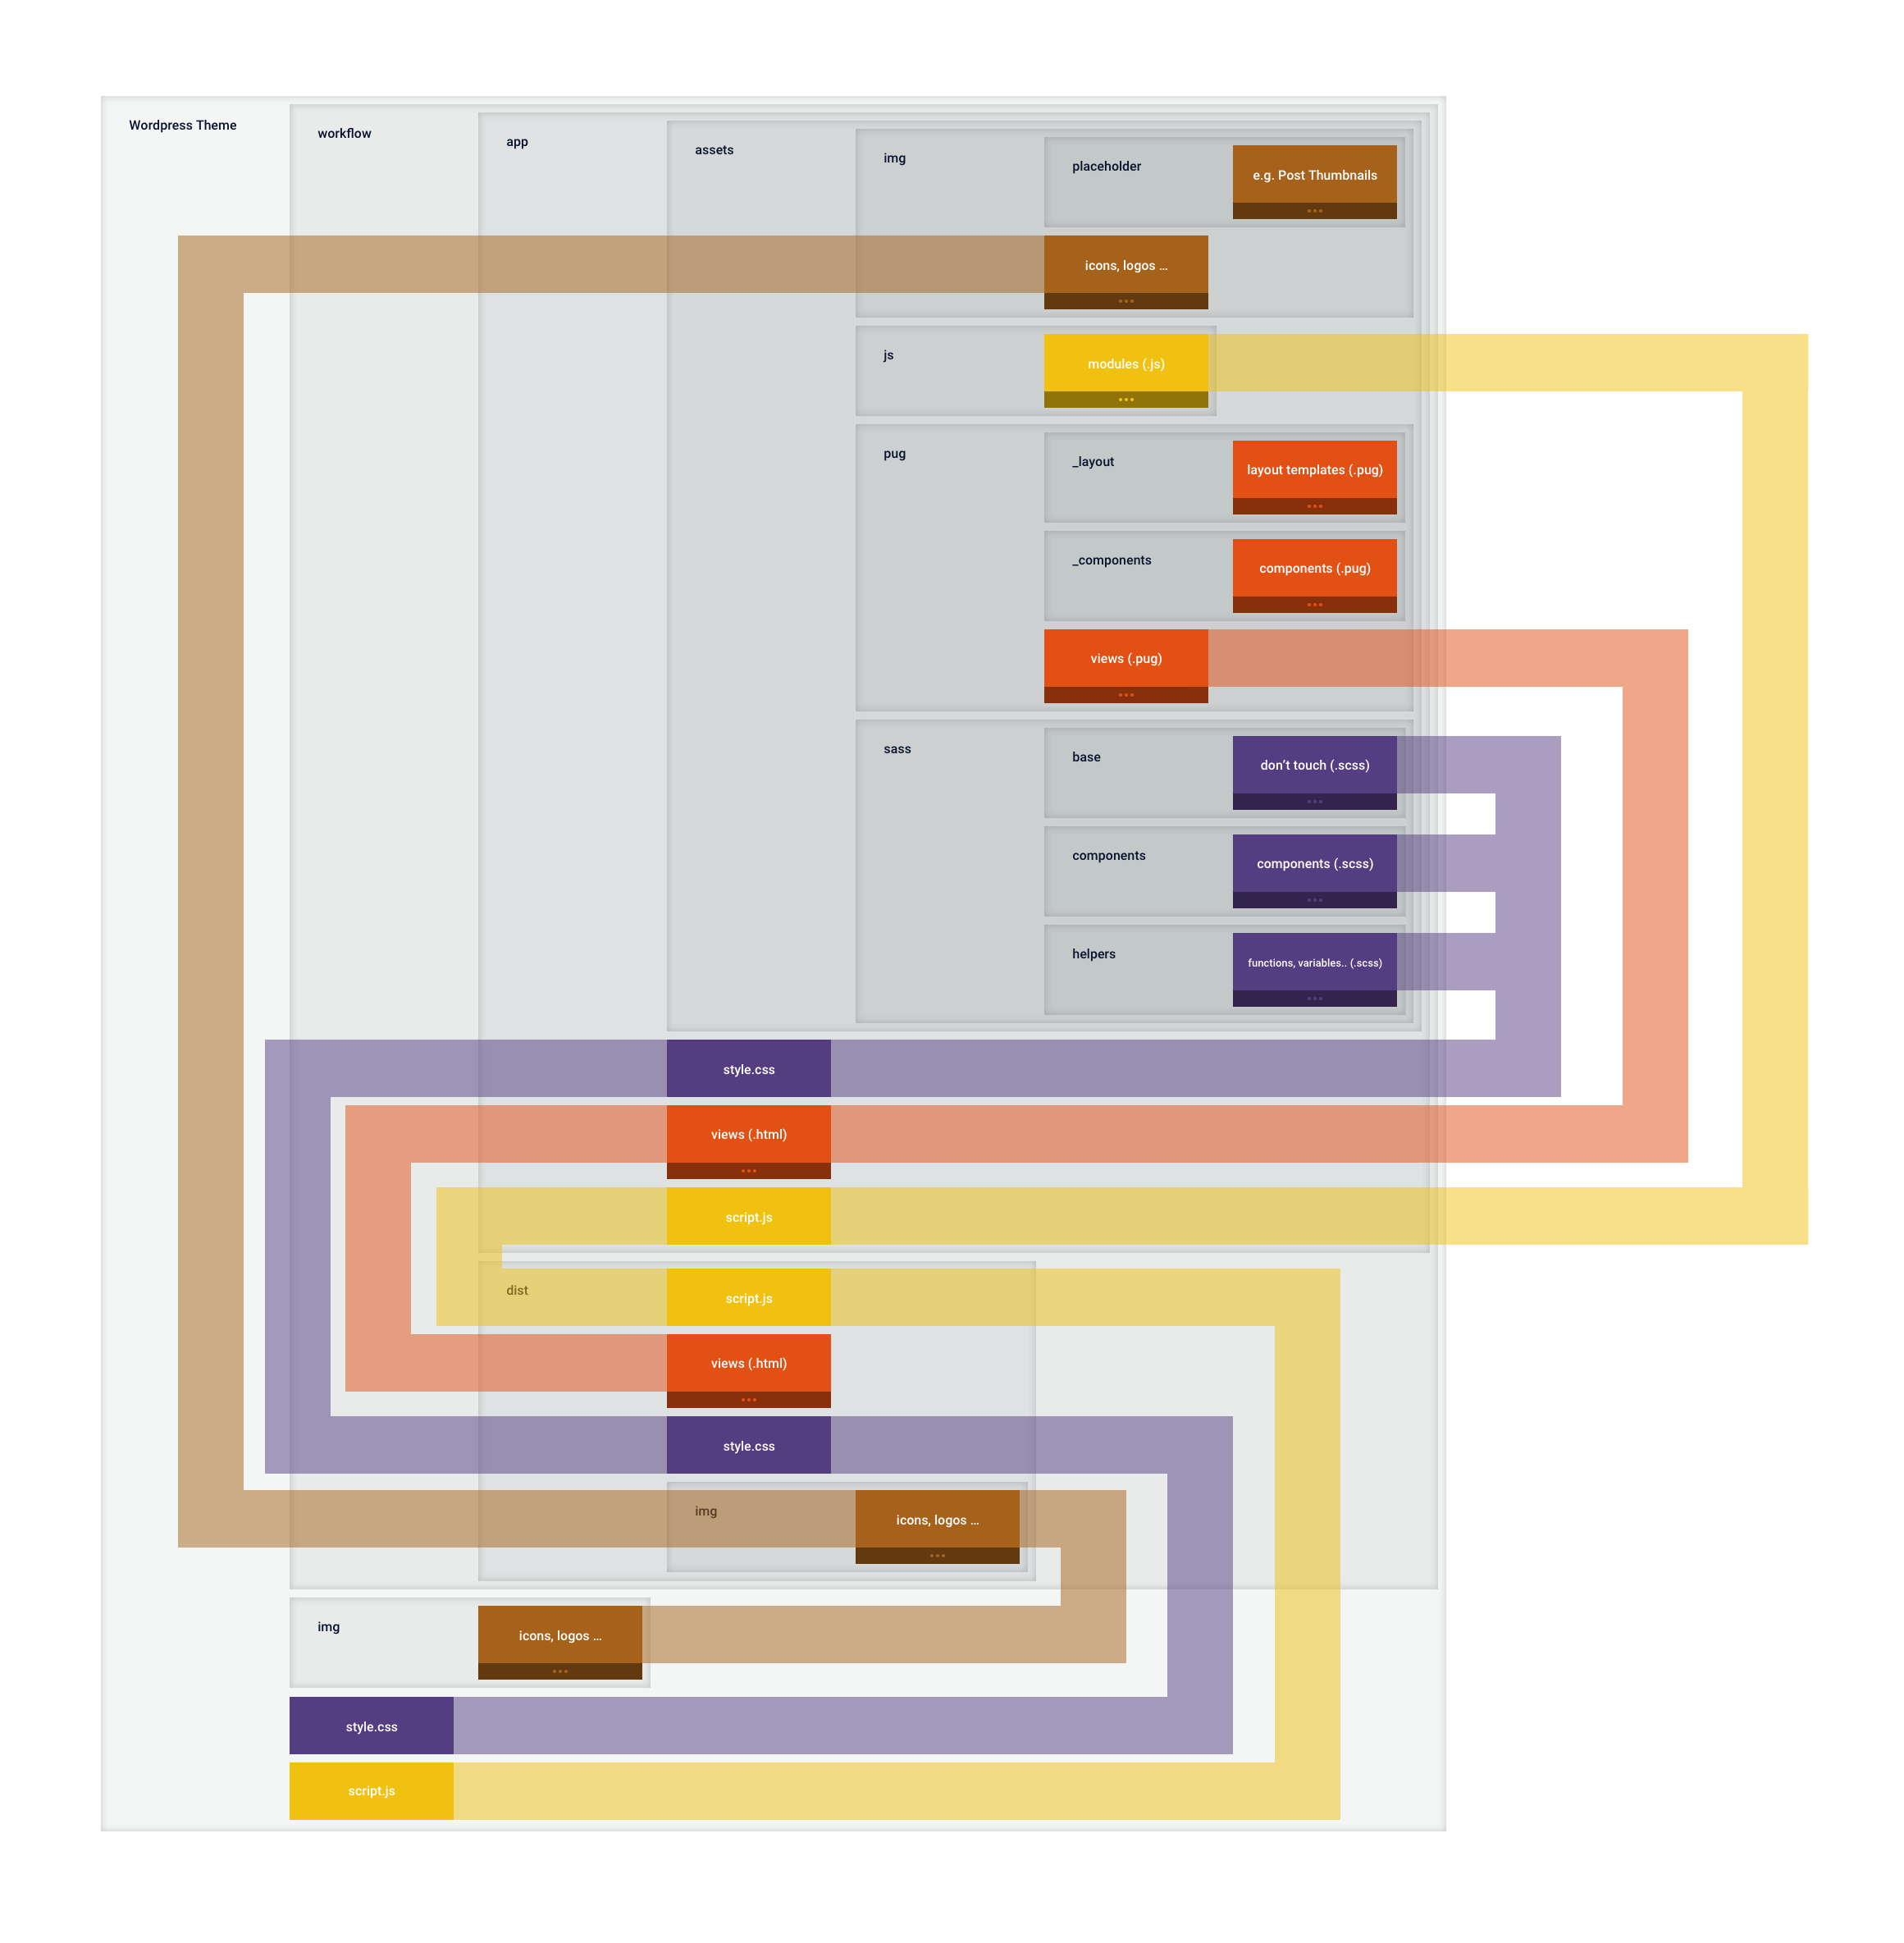 Wordpress Theme
workflow
app
assets
img
placeholder
e.g. Post Thumbnails
icons, logos ...
js
modules (.js)
pug
_layout
layout templates (.pug)
_components
components (.pug)
views (.pug)
sass
base
don’t touch (.scss)
components
components (.scss)
helpers
functions, variables.. (.scss)
style.css
views (.html)
script.js
dist
script.js
views (.html)
style.css
img
icons, logos ...
img
icons, logos ...
style.css
script.js